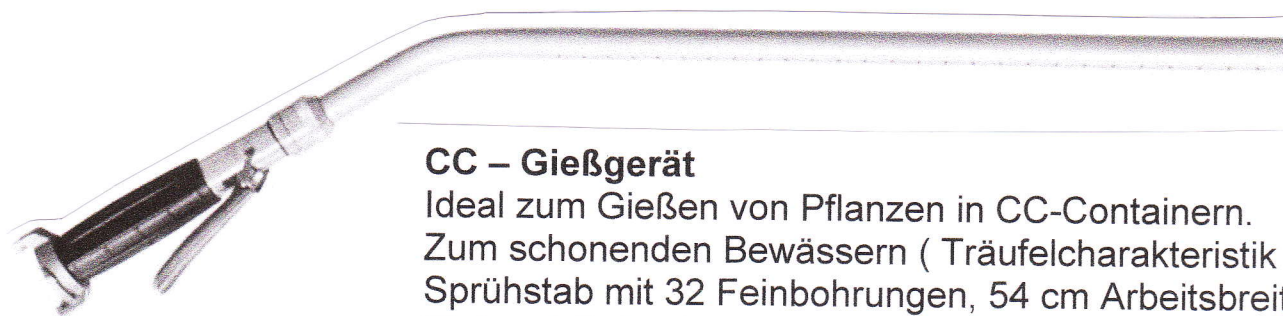 CC – Gießgerät
Ideal zum Gießen von Pflanzen in CC-Containern.
Zum schonenden Bewässern ( Träufelcharakteristik
Sprühstab mit 32 Feinbohrungen, 54 cm